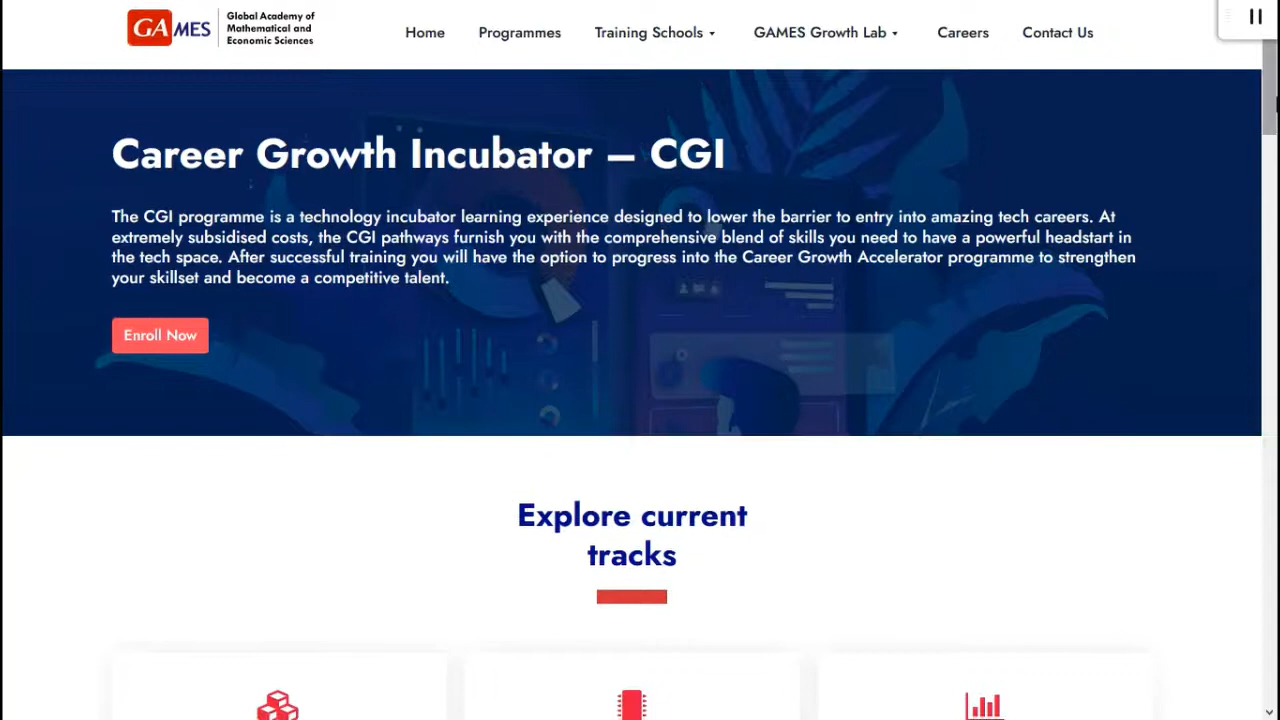 GAMES
Global Academy of
Mathematical and
Economic Sciences
Home
Programmes
Training Schools
GAMES Growth Lab
Careers
Contact Us
Career Growth Incubator – CGI
The CGI programme is a technology incubator learning experience designed to lower the barrier to entry into amazing tech careers. At
extremely subsidised costs, the CGI pathways furnish you with the comprehensive blend of skills you need to have a powerful headstart in
the tech space. After successful training you will have the option to progress into the Career Growth Accelerator programme to strengthen
your skillset and become a competitive talent.
Enroll Now
Explore current
tracks